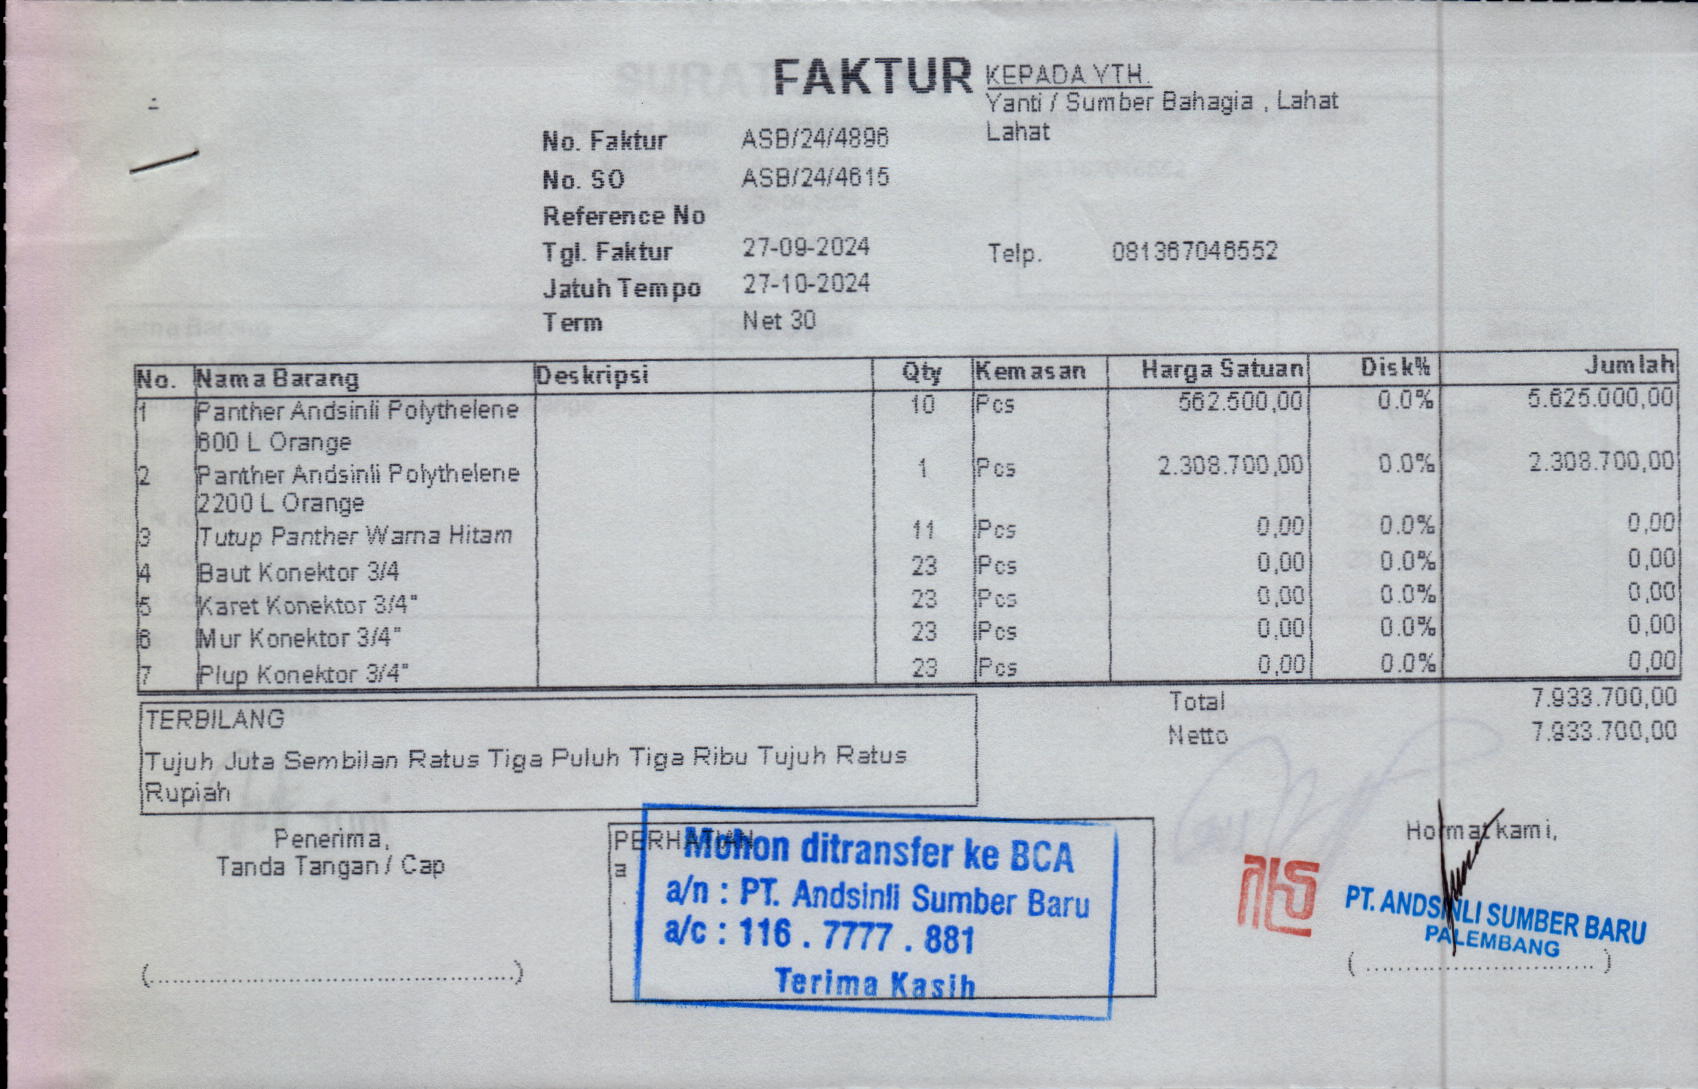 FAKTUR
KEPADA YTH.
Yanti / Sumber Bahagia , Lahat
Lahat
No. Faktur ASB/24/4896
No. SO ASB/24/4615
Reference No
Tgl. Faktur 27-09-2024
Telp. 081367046552
Jatuh Tempo 27-10-2024
Term Net 30
No. Nama Barang Deskripsi Qty Kemasan Harga Satuan Disk% Jumlah
1 Panther Andsinli Polythelene 10 Pcs 562.500,00 0.0% 5.625.000,00
600 L Orange
2 Panther Andsinli Polythelene 1 Pcs 2.308.700,00 0.0% 2.308.700,00
2200 L Orange
3 Tutup Panther Warna Hitam 11 Pcs 0,00 0.0% 0,00
4 Baut Konektor 3/4 23 Pcs 0,00 0.0% 0,00
5 Karet Konektor 3/4" 23 Pcs 0,00 0.0% 0,00
6 Mur Konektor 3/4" 23 Pcs 0,00 0.0% 0,00
7 Plup Konektor 3/4" 23 Pcs 0,00 0.0% 0,00
Total 7.933.700,00
Netto 7.933.700,00
TERBILANG
Tujuh Juta Sembilan Ratus Tiga Puluh Tiga Ribu Tujuh Ratus
Rupiah
Penerima,
Tanda Tangan / Cap
(..........................................)
PERHATIAN
a
Mohon ditransfer ke BCA
a/n : PT. Andsinli Sumber Baru
a/c : 116 . 7777 . 881
Terima Kasih
Hormat kami,
PT. ANDSINLI SUMBER BARU
PALEMBANG
( .............................. )